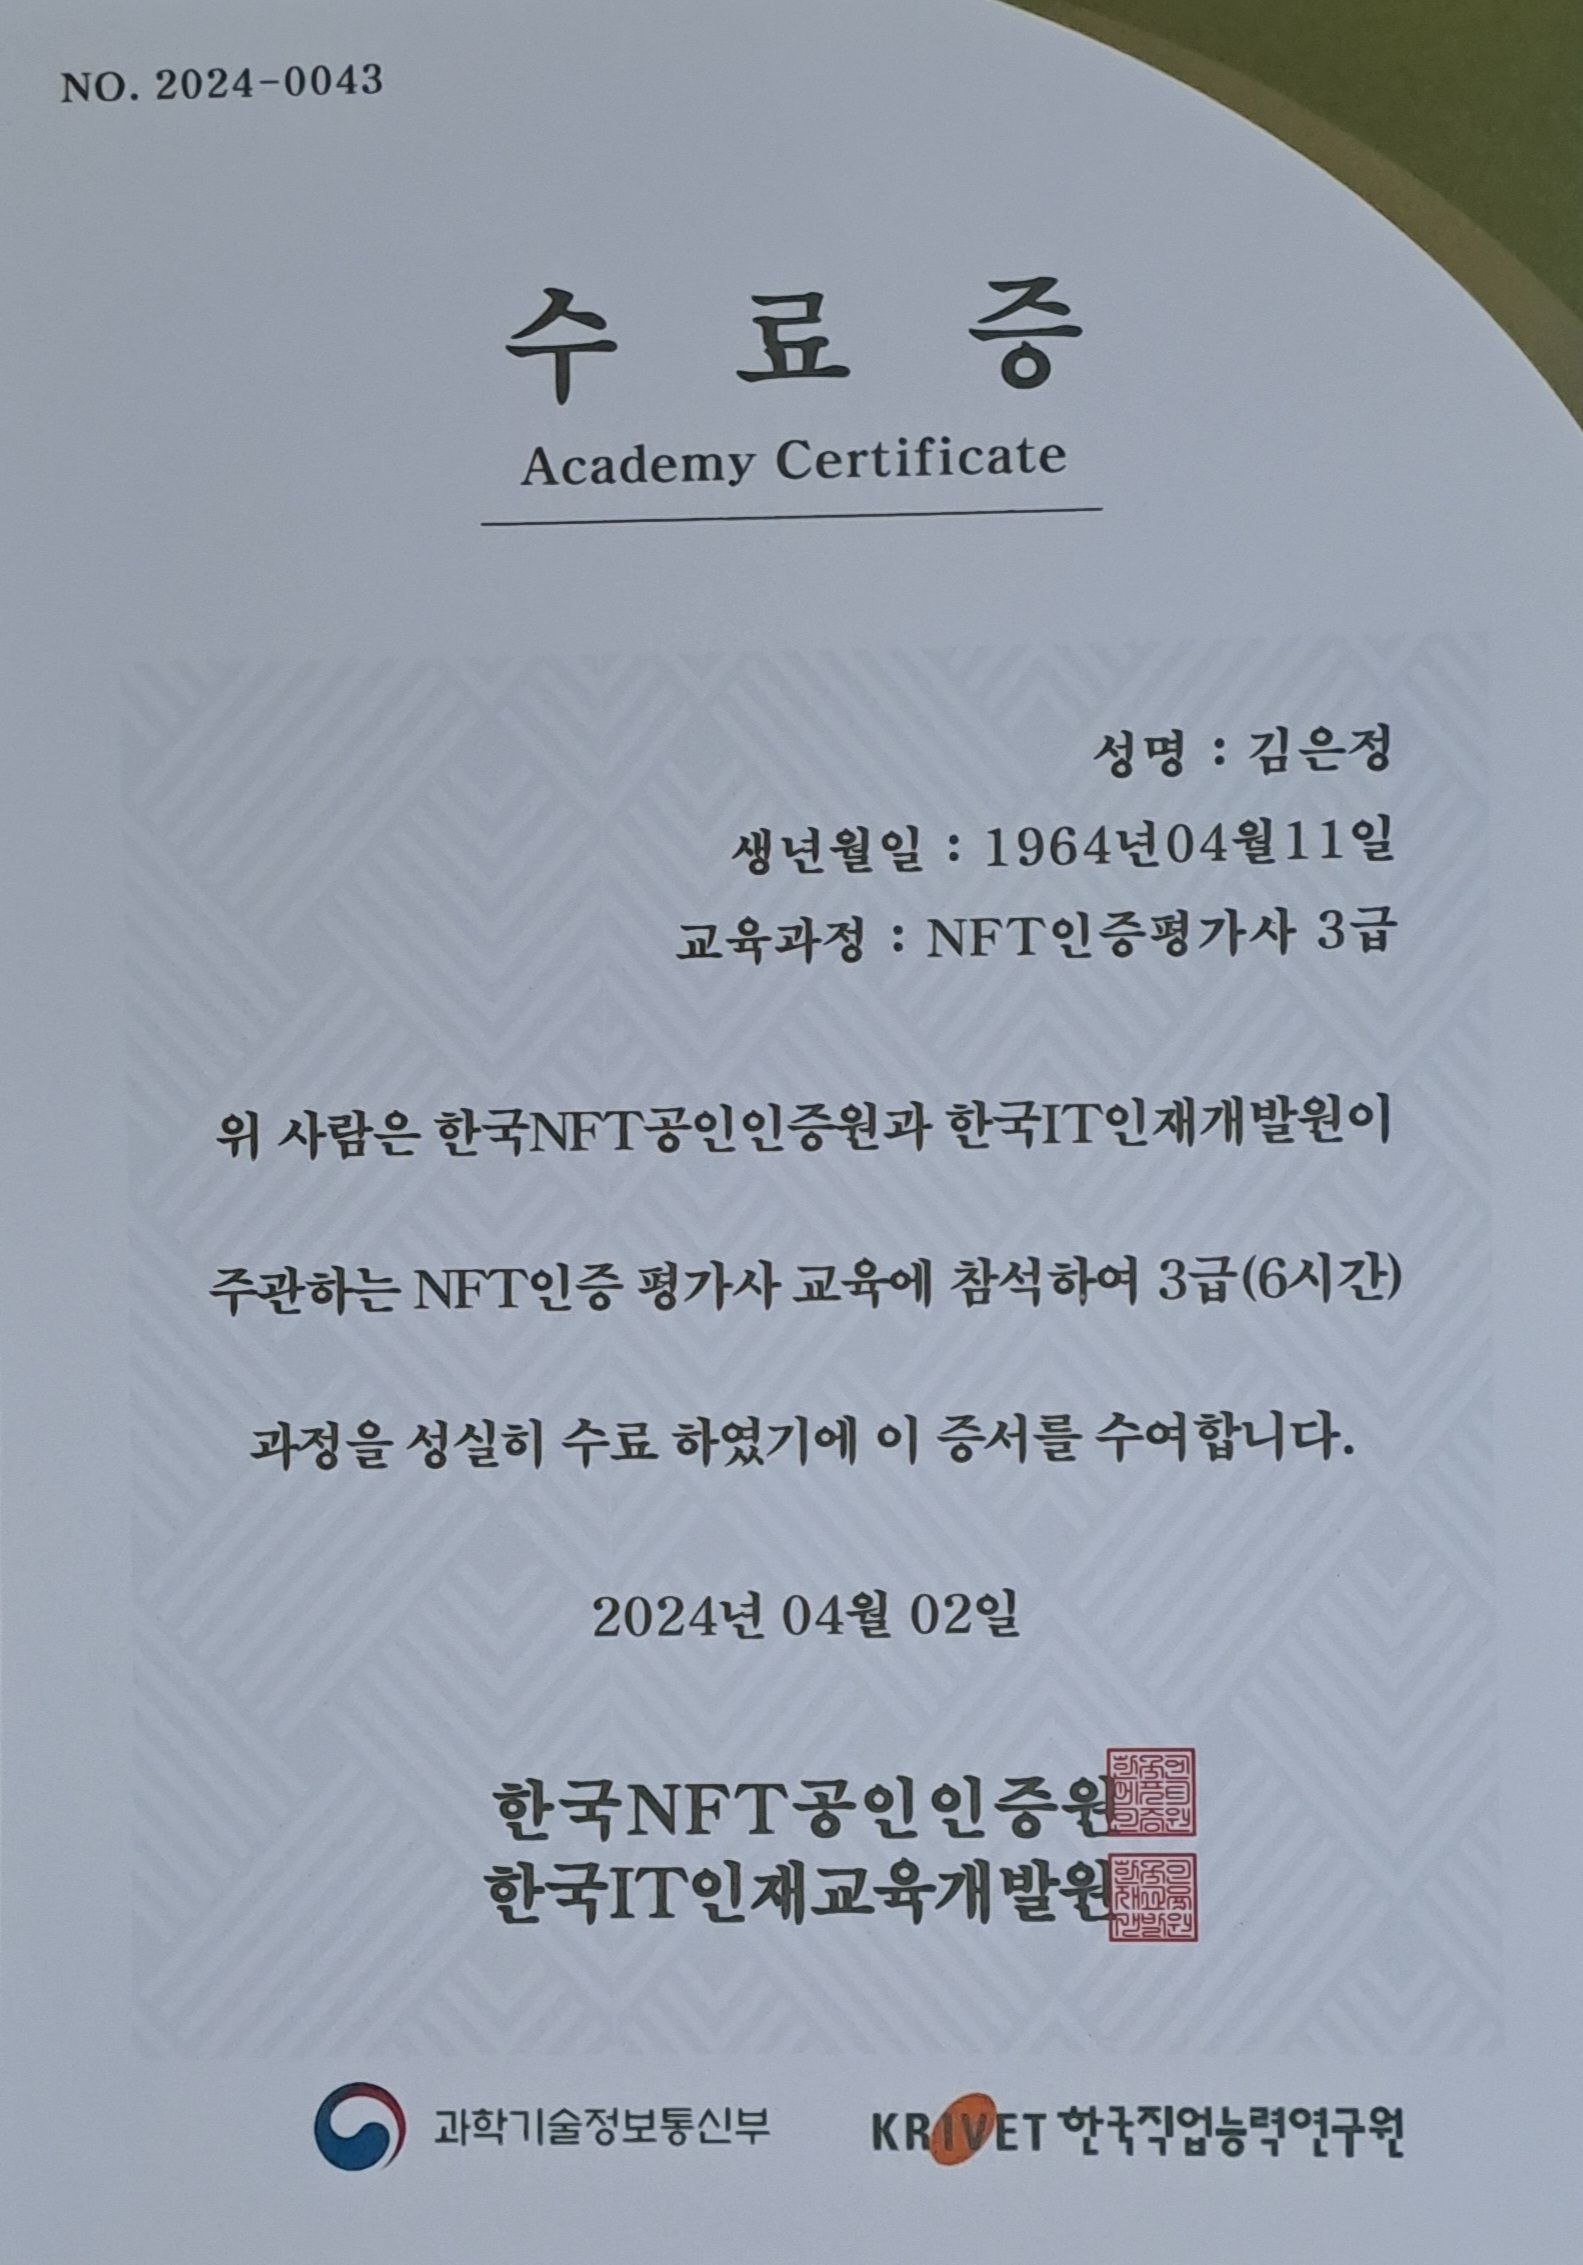 NO. 2024-0043
수 료 증
Academy Certificate
성명 : 김은정
생년월일 : 1964년04월11일
교육과정 : NFT인증평가사 3급
위 사람은 한국NFT공인인증원과 한국IT인재개발원이
주관하는 NFT인증 평가사 교육에 참석하여 3급(6시간)
과정을 성실히 수료 하였기에 이 증서를 수여합니다.
2024년 04월 02일
한국NFT공인인증원
한국IT인재교육개발원
과학기술정보통신부
KRIVET 한국직업능력연구원